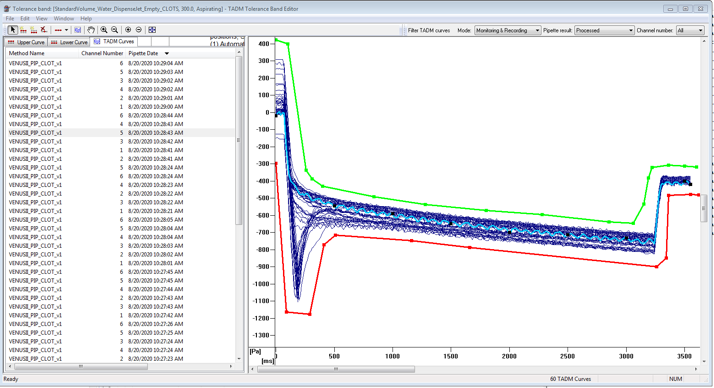 Tolerance band: [StandardVolume_Water_DispenseJet_Empty_CLOTS, 300.0, Aspirating] - TADM Tolerance Band Editor
File Edit View Window Help
Filter TADM curves Mode: Monitoring & Recording Pipette result: Processed Channel number: All
Upper Curve Lower Curve TADM Curves
(1) Automat
Method Name Channel Number Pipette Date
VENUSII_PIP_CLOT_v1 6 8/20/2020 10:29:04 AM
VENUSII_PIP_CLOT_v1 5 8/20/2020 10:29:03 AM
VENUSII_PIP_CLOT_v1 3 8/20/2020 10:29:02 AM
VENUSII_PIP_CLOT_v1 4 8/20/2020 10:29:02 AM
VENUSII_PIP_CLOT_v1 2 8/20/2020 10:29:01 AM
VENUSII_PIP_CLOT_v1 1 8/20/2020 10:29:00 AM
VENUSII_PIP_CLOT_v1 6 8/20/2020 10:28:44 AM
VENUSII_PIP_CLOT_v1 4 8/20/2020 10:28:43 AM
VENUSII_PIP_CLOT_v1 5 8/20/2020 10:28:43 AM
VENUSII_PIP_CLOT_v1 3 8/20/2020 10:28:42 AM
VENUSII_PIP_CLOT_v1 1 8/20/2020 10:28:41 AM
VENUSII_PIP_CLOT_v1 2 8/20/2020 10:28:41 AM
VENUSII_PIP_CLOT_v1 5 8/20/2020 10:28:24 AM
VENUSII_PIP_CLOT_v1 6 8/20/2020 10:28:24 AM
VENUSII_PIP_CLOT_v1 4 8/20/2020 10:28:23 AM
VENUSII_PIP_CLOT_v1 2 8/20/2020 10:28:22 AM
VENUSII_PIP_CLOT_v1 3 8/20/2020 10:28:22 AM
VENUSII_PIP_CLOT_v1 1 8/20/2020 10:28:21 AM
VENUSII_PIP_CLOT_v1 6 8/20/2020 10:28:05 AM
VENUSII_PIP_CLOT_v1 5 8/20/2020 10:28:04 AM
VENUSII_PIP_CLOT_v1 4 8/20/2020 10:28:04 AM
VENUSII_PIP_CLOT_v1 3 8/20/2020 10:28:03 AM
VENUSII_PIP_CLOT_v1 2 8/20/2020 10:28:02 AM
VENUSII_PIP_CLOT_v1 1 8/20/2020 10:28:01 AM
VENUSII_PIP_CLOT_v1 6 8/20/2020 10:27:45 AM
VENUSII_PIP_CLOT_v1 5 8/20/2020 10:27:45 AM
VENUSII_PIP_CLOT_v1 4 8/20/2020 10:27:44 AM
VENUSII_PIP_CLOT_v1 2 8/20/2020 10:27:43 AM
VENUSII_PIP_CLOT_v1 3 8/20/2020 10:27:43 AM
VENUSII_PIP_CLOT_v1 1 8/20/2020 10:27:42 AM
VENUSII_PIP_CLOT_v1 6 8/20/2020 10:27:26 AM
VENUSII_PIP_CLOT_v1 5 8/20/2020 10:27:25 AM
VENUSII_PIP_CLOT_v1 3 8/20/2020 10:27:24 AM
VENUSII_PIP_CLOT_v1 4 8/20/2020 10:27:24 AM
VENUSII_PIP_CLOT_v1 2 8/20/2020 10:27:23 AM
400
300
200
100
0
-100
-200
-300
-400
-500
-600
-700
-800
-900
-1000
-1100
-1200
-1300
[Pa]
[ms] 0 500 1000 1500 2000 2500 3000 3500
Ready 60 TADM Curves NUM